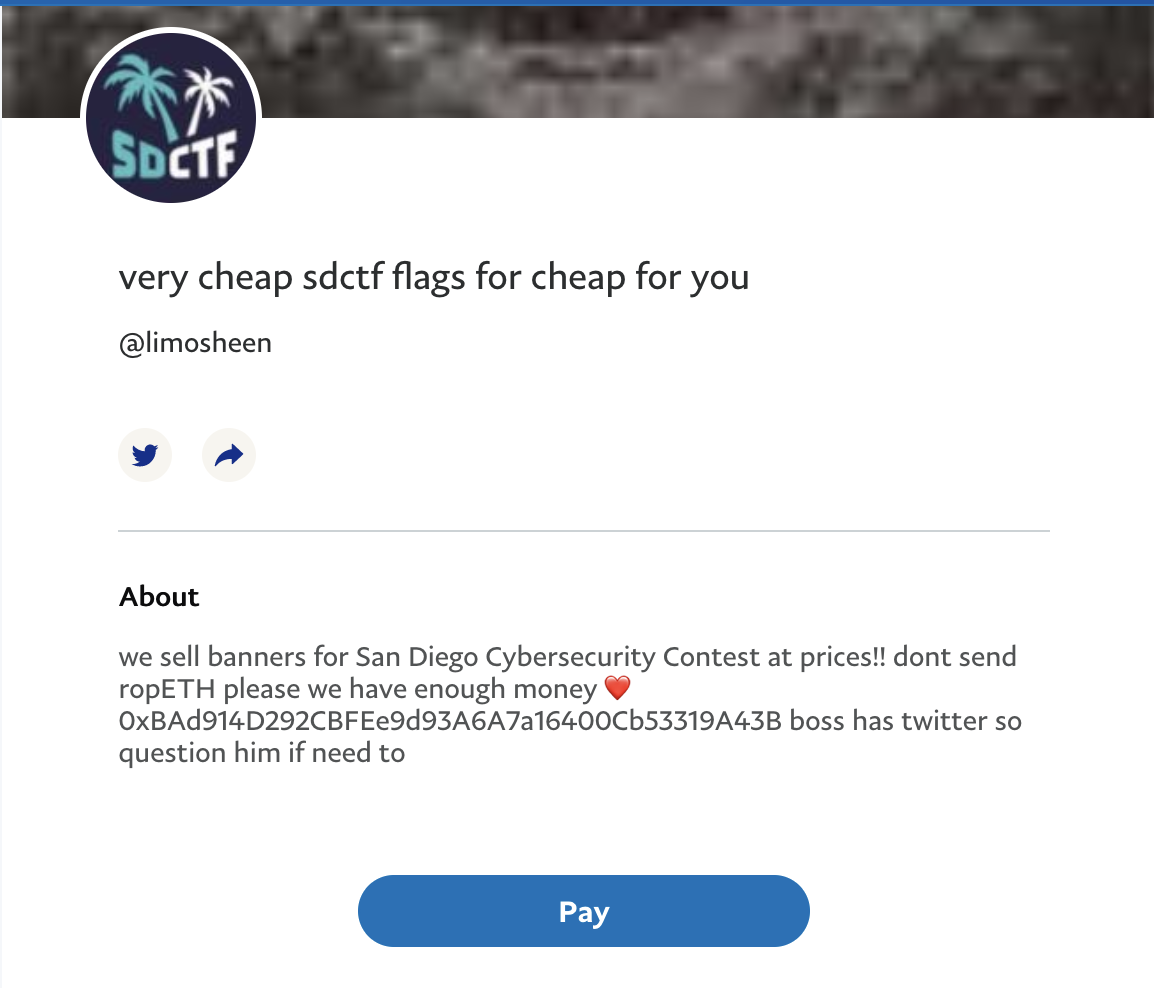 SDCTF
very cheap sdctf flags for cheap for you
@limosheen
About
we sell banners for San Diego Cybersecurity Contest at prices!! dont send
ropETH please we have enough money ❤️
0xBAd914D292CBFEe9d93A6A7a16400Cb53319A43B boss has twitter so
question him if need to
Pay